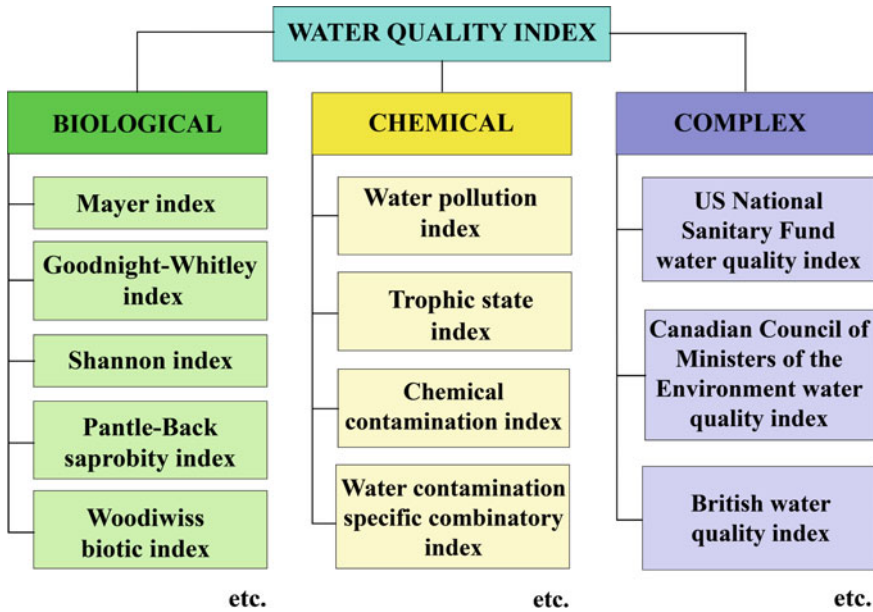 WATER QUALITY INDEX
BIOLOGICAL
Mayer index
Goodnight-Whitley
index
Shannon index
Pantle-Back
saprobity index
Woodiwiss
biotic index
etc.
CHEMICAL
Water pollution
index
Trophic state
index
Chemical
contamination index
Water contamination
specific combinatory
index
etc.
COMPLEX
US National
Sanitary Fund
water quality index
Canadian Council of
Ministers of the
Environment water
quality index
British water
quality index
etc.